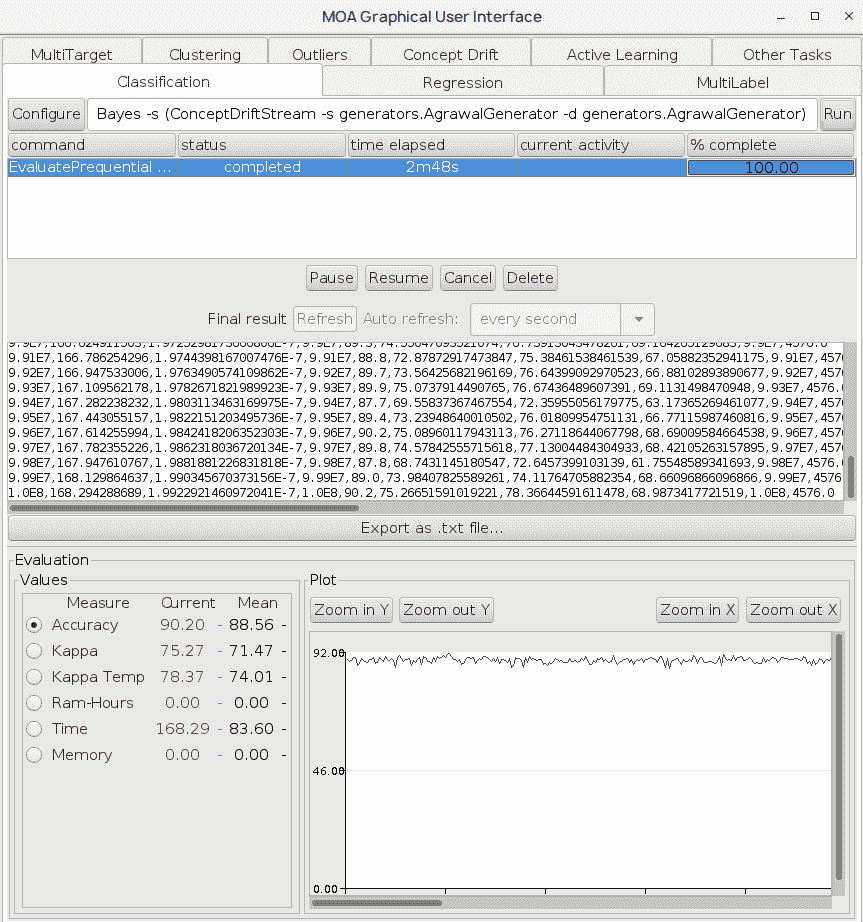 MOA Graphical User Interface
MultiTarget Clustering Outliers Concept Drift Active Learning Other Tasks
Classification Regression MultiLabel
Configure Bayes -s (ConceptDriftStream -s generators.AgrawalGenerator -d generators.AgrawalGenerator) Run
command status time elapsed current activity % complete
EvaluatePrequential ... completed 2m48s 100.00
Pause Resume Cancel Delete
Final result Refresh Auto refresh: every second
9.91E7,166.786254296,1.9744398167007476E-7,9.91E7,88.8,72.87872917473847,75.38461538461539,67.05882352941175,9.91E7,457
9.92E7,166.947533006,1.9763490574109862E-7,9.92E7,89.7,73.56425682196169,76.64399092970523,66.88102893890677,9.92E7,457
9.93E7,167.109562178,1.978267182198992​3E-7,9.93E7,89.9,75.0737914490765,76.67436489607391,69.1131498470948,9.93E7,4576.
9.94E7,167.282238232,1.9803113463169975E-7,9.94E7,87.7,69.55837367467554,72.35955056179775,63.17365269461077,9.94E7,457
9.95E7,167.443055157,1.9822151203495736E-7,9.95E7,89.4,73.23948640010502,76.01809954751131,66.77115987460816,9.95E7,457
9.96E7,167.614255994,1.9842418206352303E-7,9.96E7,90.2,75.08960117943113,76.27118644067798,68.69009584664538,9.96E7,457
9.97E7,167.782355226,1.9862318036720134E-7,9.97E7,89.8,74.57842555715618,77.13004484304933,68.42105263157895,9.97E7,457
9.98E7,167.947610767,1.9881881226831818E-7,9.98E7,87.8,68.7431145180547,72.6457399103139,61.75548589341693,9.98E7,4576.
9.99E7,168.129864637,1.990345670373156E-7,9.99E7,89.0,73.98407825589261,74.11764705882354,68.66096866096866,9.99E7,4576
1.0E8,168.294288689,1.9922921460972041E-7,1.0E8,90.2,75.26651591019221,78.36644591611478,68.9873417721519,1.0E8,4576.0
Export as .txt file...
Evaluation
Values Plot
Measure Current Mean
Zoom in Y Zoom out Y Zoom in X Zoom out X
Accuracy 90.20 - 88.56 -
Kappa 75.27 - 71.47 -
Kappa Temp 78.37 - 74.01 -
Ram-Hours 0.00 - 0.00 -
Time 168.29 - 83.60 -
Memory 0.00 - 0.00 -
92.00
46.00
0.00